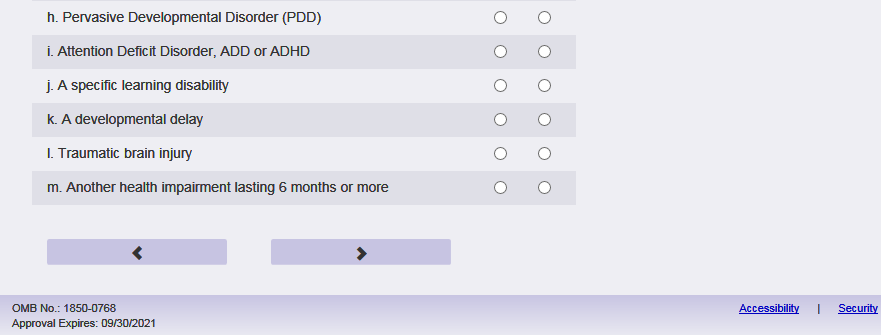 h. Pervasive Developmental Disorder (PDD)
i. Attention Deficit Disorder, ADD or ADHD
j. A specific learning disability
k. A developmental delay
l. Traumatic brain injury
m. Another health impairment lasting 6 months or more
OMB No.: 1850-0768
Accessibility | Security
Approval Expires: 09/30/2021